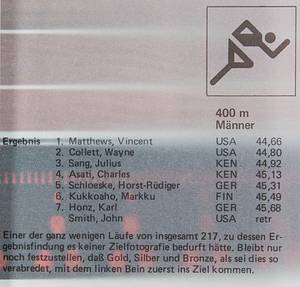 400 m
Männer
Ergebnis 1. Matthews, Vincent USA 44,66
2. Collett, Wayne USA 44,80
3. Sang, Julius KEN 44,92
4. Asati, Charles KEN 45,13
5. Schloeske, Horst-Rüdiger GER 45,31
6. Kukkoaho, Markku FIN 45,49
7. Honz, Karl GER 45,68
Smith, John USA retr
Einer der ganz wenigen Läufe von insgesamt 217, zu dessen Er-
gebnisfindung es keiner Zielfotografie bedurft hätte. Bleibt nur
noch festzustellen, daß Gold, Silber und Bronze, als sei dies so
verabredet, mit dem linken Bein zuerst ins Ziel kommen.